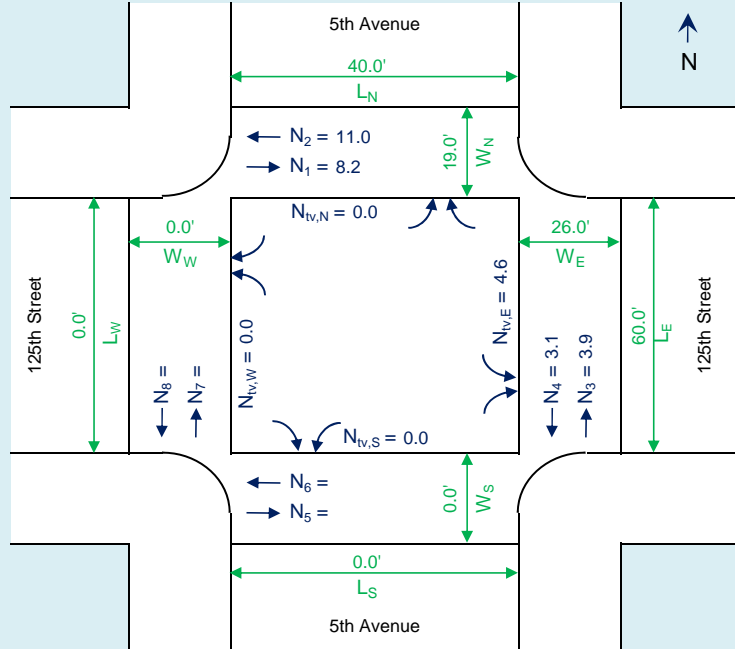 5th Avenue
N
40.0'
L_N
N_2 = 11.0
N_1 = 8.2
19.0'
W_N
N_tv,N = 0.0
0.0'
W_W
26.0'
W_E
125th Street
0.0'
L_W
N_tv,W = 0.0
N_tv,E = 4.6
60.0'
L_E
125th Street
N_8 =
N_7 =
N_4 = 3.1
N_3 = 3.9
N_tv,S = 0.0
N_6 =
N_5 =
0.0'
W_S
0.0'
L_S
5th Avenue